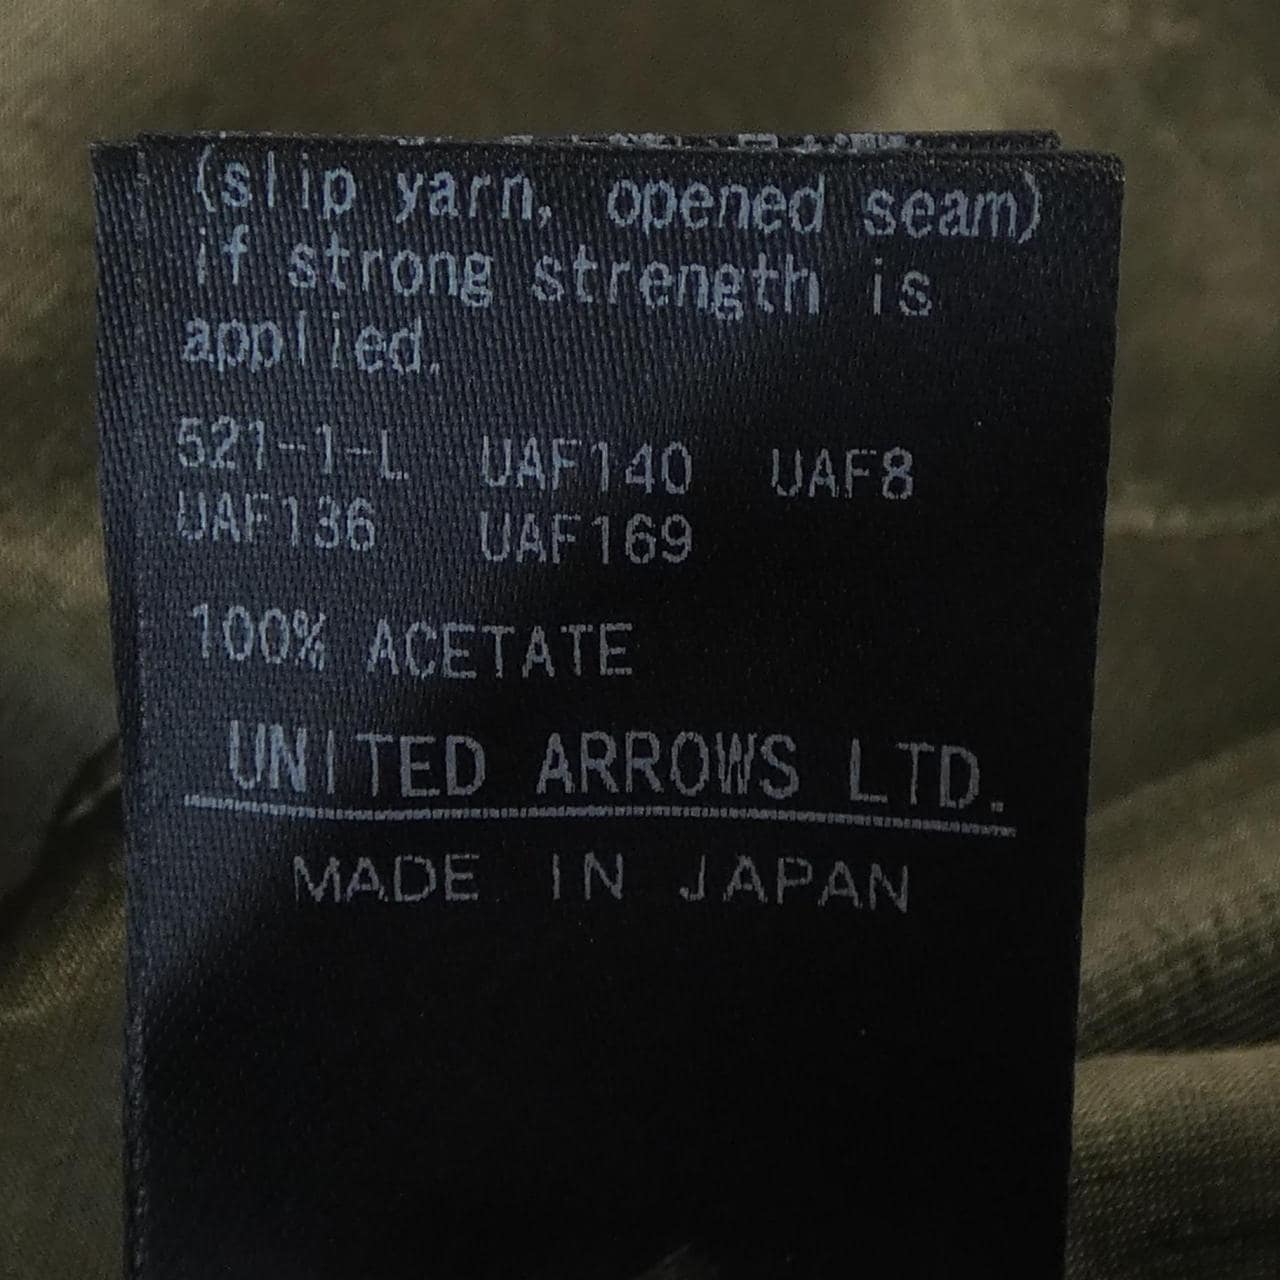 (slip yarn, opened seam)
if strong strength is
applied.
521-1-L UAF140 UAF8
UAF136 UAF169
100% ACETATE
UNITED ARROWS LTD.
MADE IN JAPAN